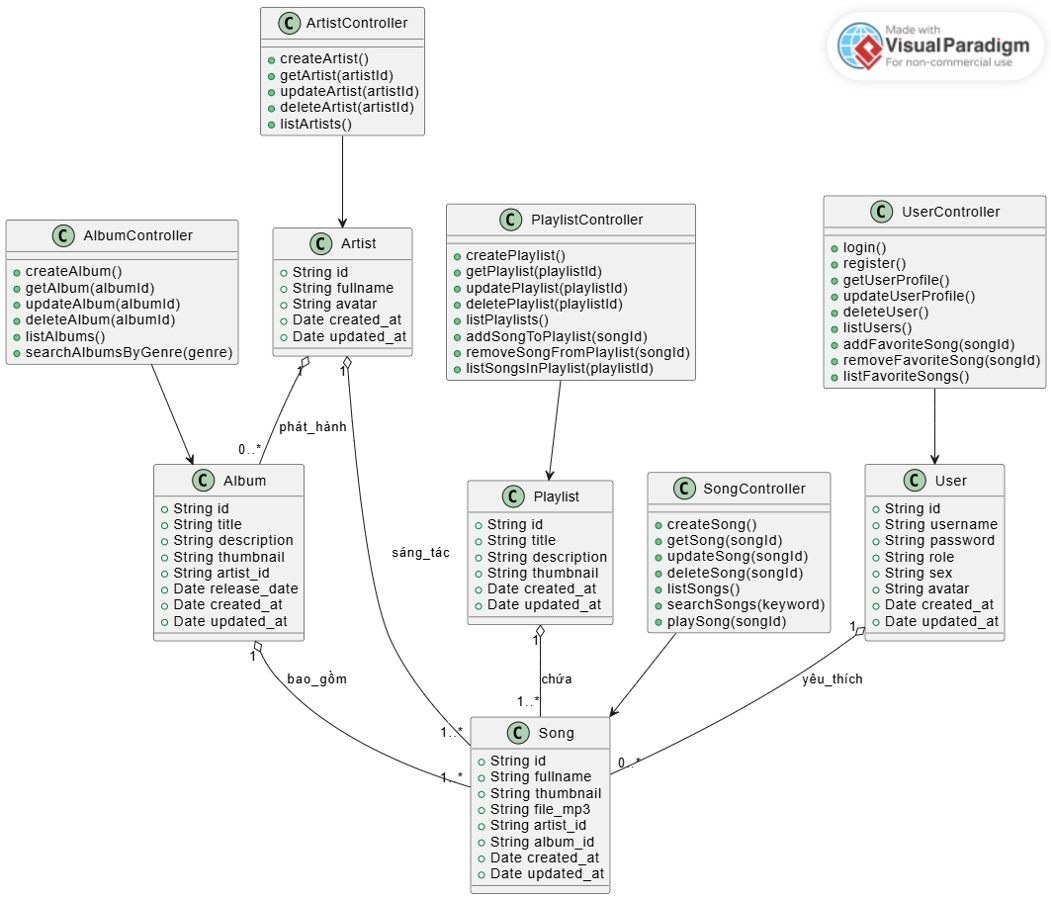 C ArtistController
createArtist()
getArtist(artistId)
updateArtist(artistId)
deleteArtist(artistId)
listArtists()
Made with
Visual Paradigm
For non-commercial use
C AlbumController
createAlbum()
getAlbum(albumId)
updateAlbum(albumId)
deleteAlbum(albumId)
listAlbums()
searchAlbumsByGenre(genre)
C Artist
String id
String fullname
String avatar
Date created_at
Date updated_at
C PlaylistController
createPlaylist()
getPlaylist(playlistId)
updatePlaylist(playlistId)
deletePlaylist(playlistId)
listPlaylists()
addSongToPlaylist(songId)
removeSongFromPlaylist(songId)
listSongsInPlaylist(playlistId)
C UserController
login()
register()
getUserProfile()
updateUserProfile()
deleteUser()
listUsers()
addFavoriteSong(songId)
removeFavoriteSong(songId)
listFavoriteSongs()
1
1
phát_hành
0..*
C Album
String id
String title
String description
String thumbnail
String artist_id
Date release_date
Date created_at
Date updated_at
sáng_tác
C Playlist
String id
String title
String description
String thumbnail
Date created_at
Date updated_at
C SongController
createSong()
getSong(songId)
updateSong(songId)
deleteSong(songId)
listSongs()
searchSongs(keyword)
playSong(songId)
C User
String id
String username
String password
String role
String sex
String avatar
Date created_at
Date updated_at
1
bao_gồm
1
chứa
1..*
1
yêu_thích
1..*
1..*
0..*
C Song
String id
String fullname
String thumbnail
String file_mp3
String artist_id
String album_id
Date created_at
Date updated_at